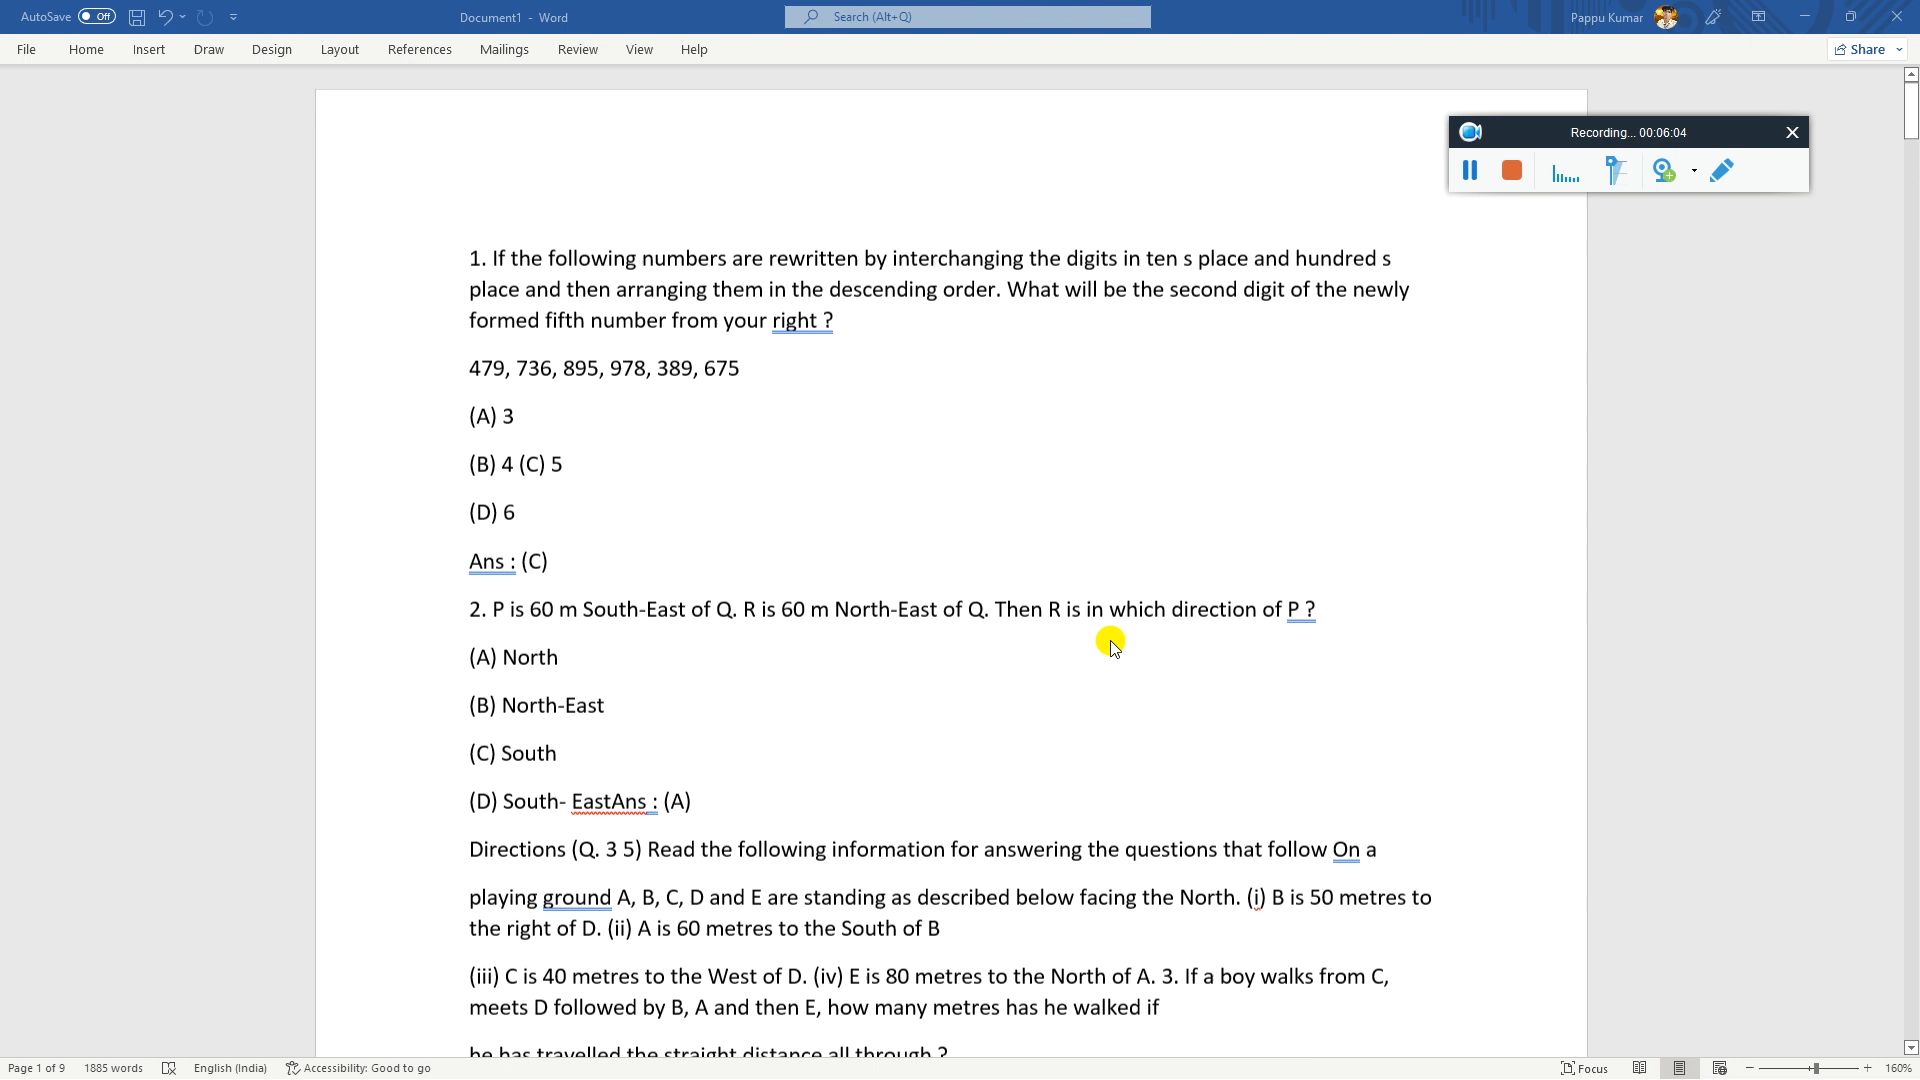 AutoSave Off Document1 - Word Search (Alt+Q) Pappu Kumar
File Home Insert Draw Design Layout References Mailings Review View Help Share
Recording... 00:06:04
1. If the following numbers are rewritten by interchanging the digits in ten s place and hundred s
place and then arranging them in the descending order. What will be the second digit of the newly
formed fifth number from your right ?
479, 736, 895, 978, 389, 675
(A) 3
(B) 4 (C) 5
(D) 6
Ans : (C)
2. P is 60 m South-East of Q. R is 60 m North-East of Q. Then R is in which direction of P ?
(A) North
(B) North-East
(C) South
(D) South- EastAns : (A)
Directions (Q. 3 5) Read the following information for answering the questions that follow On a
playing ground A, B, C, D and E are standing as described below facing the North. (i) B is 50 metres to
the right of D. (ii) A is 60 metres to the South of B
(iii) C is 40 metres to the West of D. (iv) E is 80 metres to the North of A. 3. If a boy walks from C,
meets D followed by B, A and then E, how many metres has he walked if
he has travelled the straight distance all through ?
Page 1 of 9 1885 words English (India) Accessibility: Good to go Focus 160%